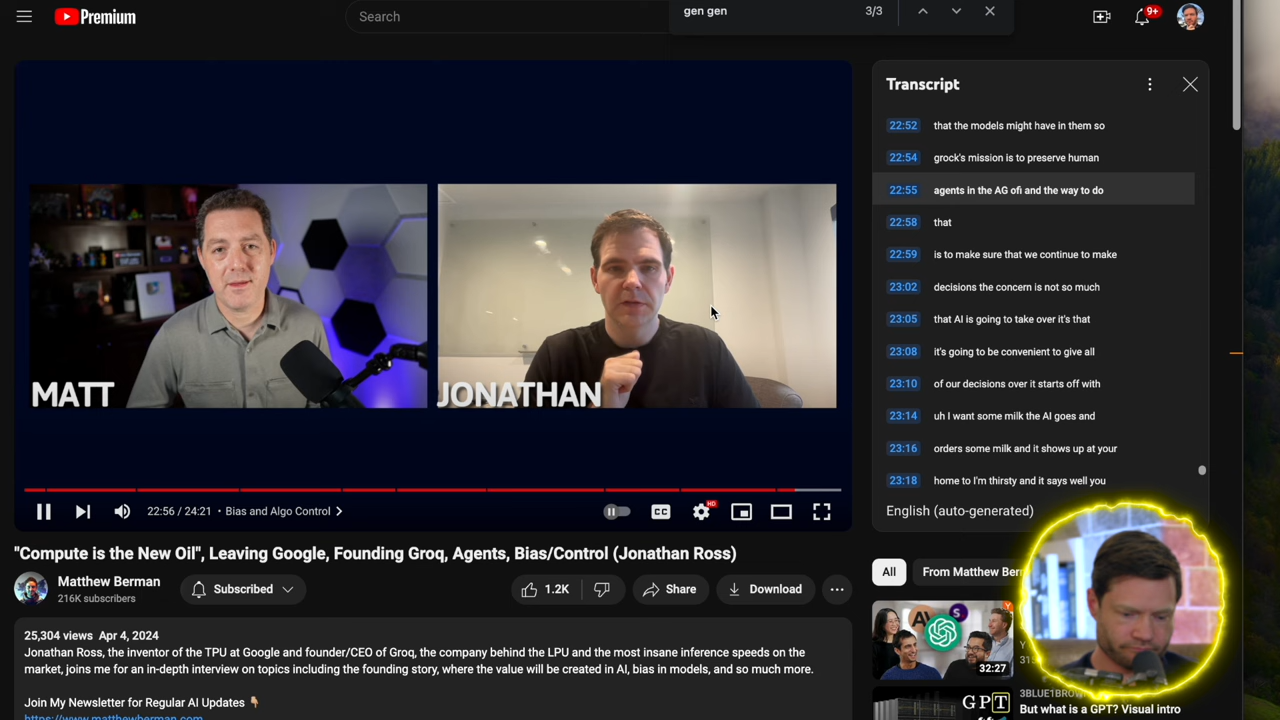 Premium
Search
gen gen
3/3
9+
MATT
JONATHAN
22:56 / 24:21 • Bias and Algo Control
CC
HD
"Compute is the New Oil", Leaving Google, Founding Groq, Agents, Bias/Control (Jonathan Ross)
Matthew Berman
216K subscribers
Subscribed
1.2K
Share
Download
25,304 views Apr 4, 2024
Jonathan Ross, the inventor of the TPU at Google and founder/CEO of Groq, the company behind the LPU and the most insane inference speeds on the
market, joins me for an in-depth interview on topics including the founding story, where the value will be created in AI, bias in models, and so much more.
Join My Newsletter for Regular AI Updates 👇🏼
https://www.matthewberman.com
Transcript
22:52 that the models might have in them so
22:54 grock's mission is to preserve human
22:55 agents in the AG ofi and the way to do
22:58 that
22:59 is to make sure that we continue to make
23:02 decisions the concern is not so much
23:05 that AI is going to take over it's that
23:08 it's going to be convenient to give all
23:10 of our decisions over it starts off with
23:14 uh I want some milk the AI goes and
23:16 orders some milk and it shows up at your
23:18 home to I'm thirsty and it says well you
English (auto-generated)
All
From Matthew Berm
32:27
GPT
3BLUE1BROW
But what is a GPT? Visual intro